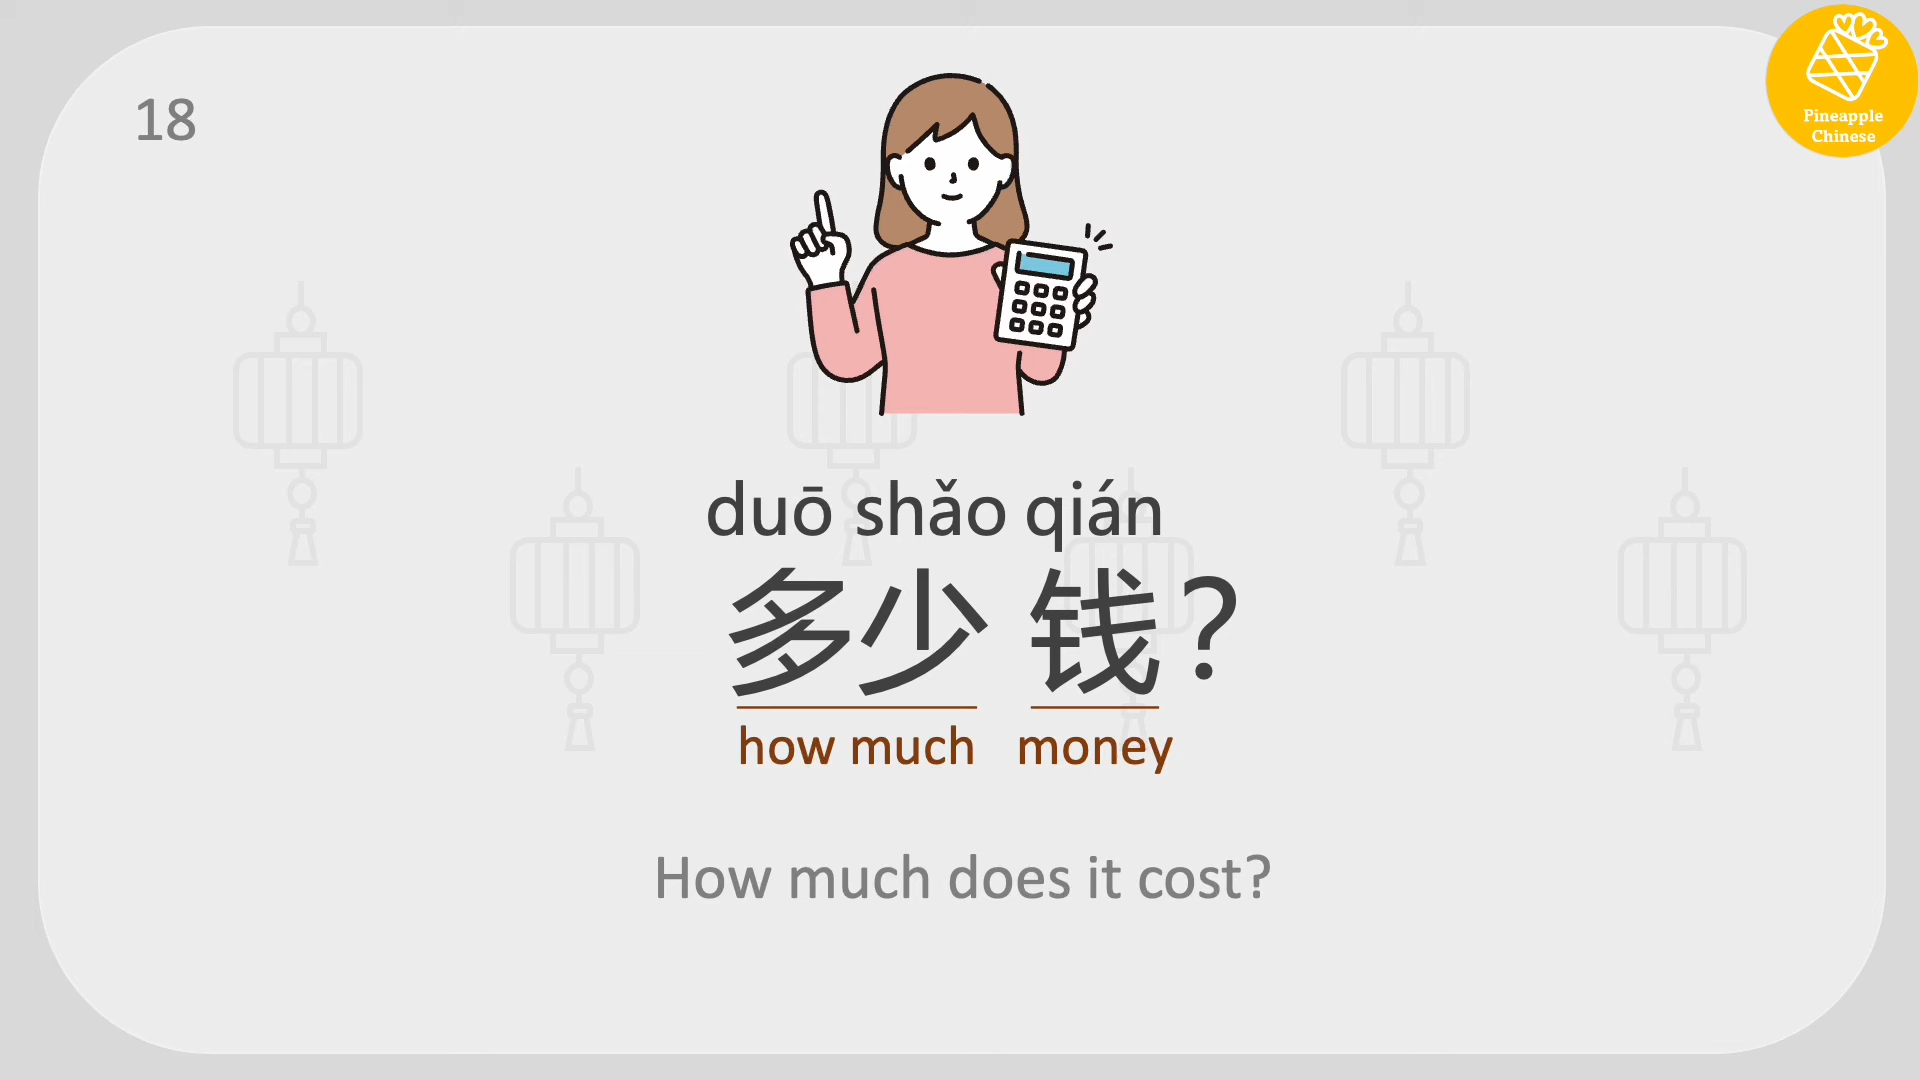 18
Pineapple
Chinese
duō shǎo qián
多少 钱?
how much money
How much does it cost?